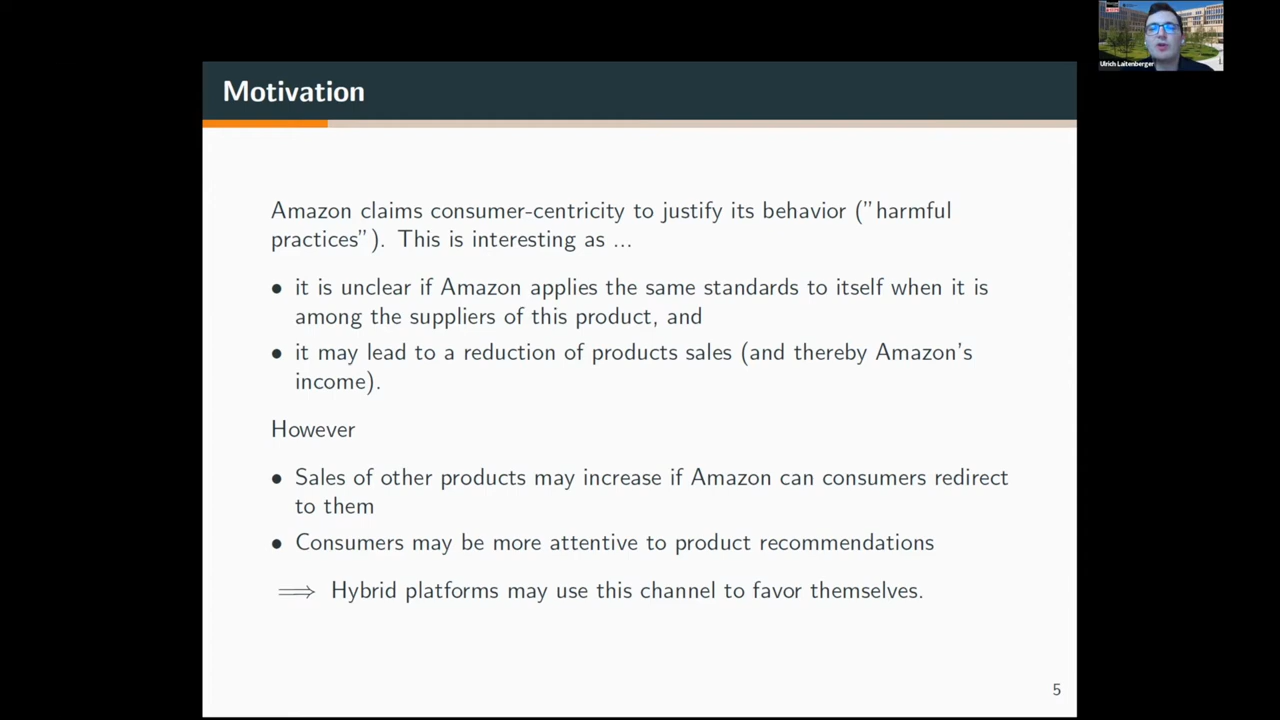 Ulrich Laitenberger
Motivation
Amazon claims consumer-centricity to justify its behavior (”harmful
practices”). This is interesting as ...
• it is unclear if Amazon applies the same standards to itself when it is
among the suppliers of this product, and
• it may lead to a reduction of products sales (and thereby Amazon’s
income).
However
• Sales of other products may increase if Amazon can consumers redirect
to them
• Consumers may be more attentive to product recommendations
⟹ Hybrid platforms may use this channel to favor themselves.
5